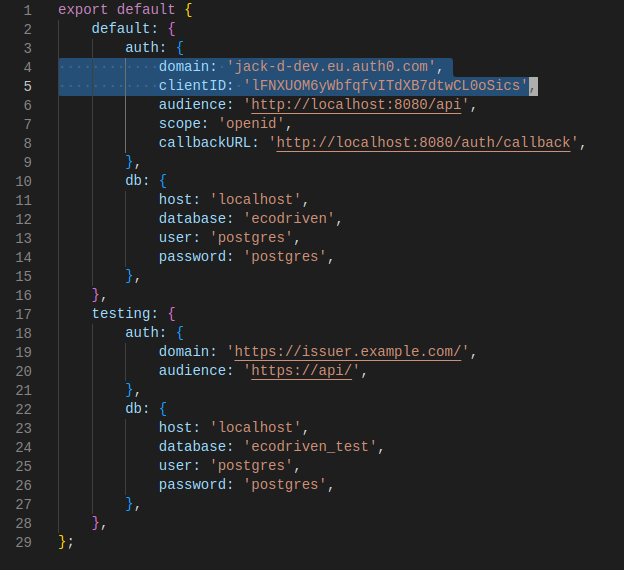 1 export default {
2 default: {
3 auth: {
4 domain: 'jack-d-dev.eu.auth0.com',
5 clientID: 'lFNXUOM6yWbfqfvITdXB7dtwCL0oSics',
6 audience: 'http://localhost:8080/api',
7 scope: 'openid',
8 callbackURL: 'http://localhost:8080/auth/callback',
9 },
10 db: {
11 host: 'localhost',
12 database: 'ecodriven',
13 user: 'postgres',
14 password: 'postgres',
15 },
16 },
17 testing: {
18 auth: {
19 domain: 'https://issuer.example.com/',
20 audience: 'https://api/',
21 },
22 db: {
23 host: 'localhost',
24 database: 'ecodriven_test',
25 user: 'postgres',
26 password: 'postgres',
27 },
28 },
29 };